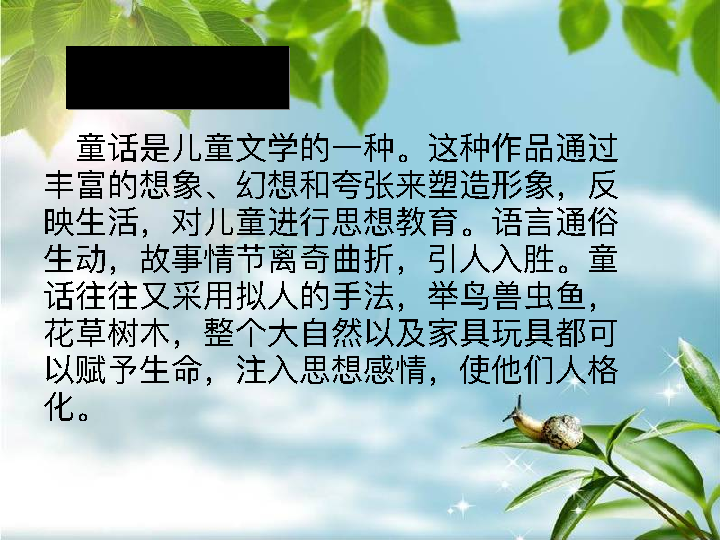 童话是儿童文学的一种。这种作品通过
丰富的想象、幻想和夸张来塑造形象，反
映生活，对儿童进行思想教育。语言通俗
生动，故事情节离奇曲折，引人入胜。童
话往往又采用拟人的手法，举鸟兽虫鱼，
花草树木，整个大自然以及家具玩具都可
以赋予生命，注入思想感情，使他们人格
化。